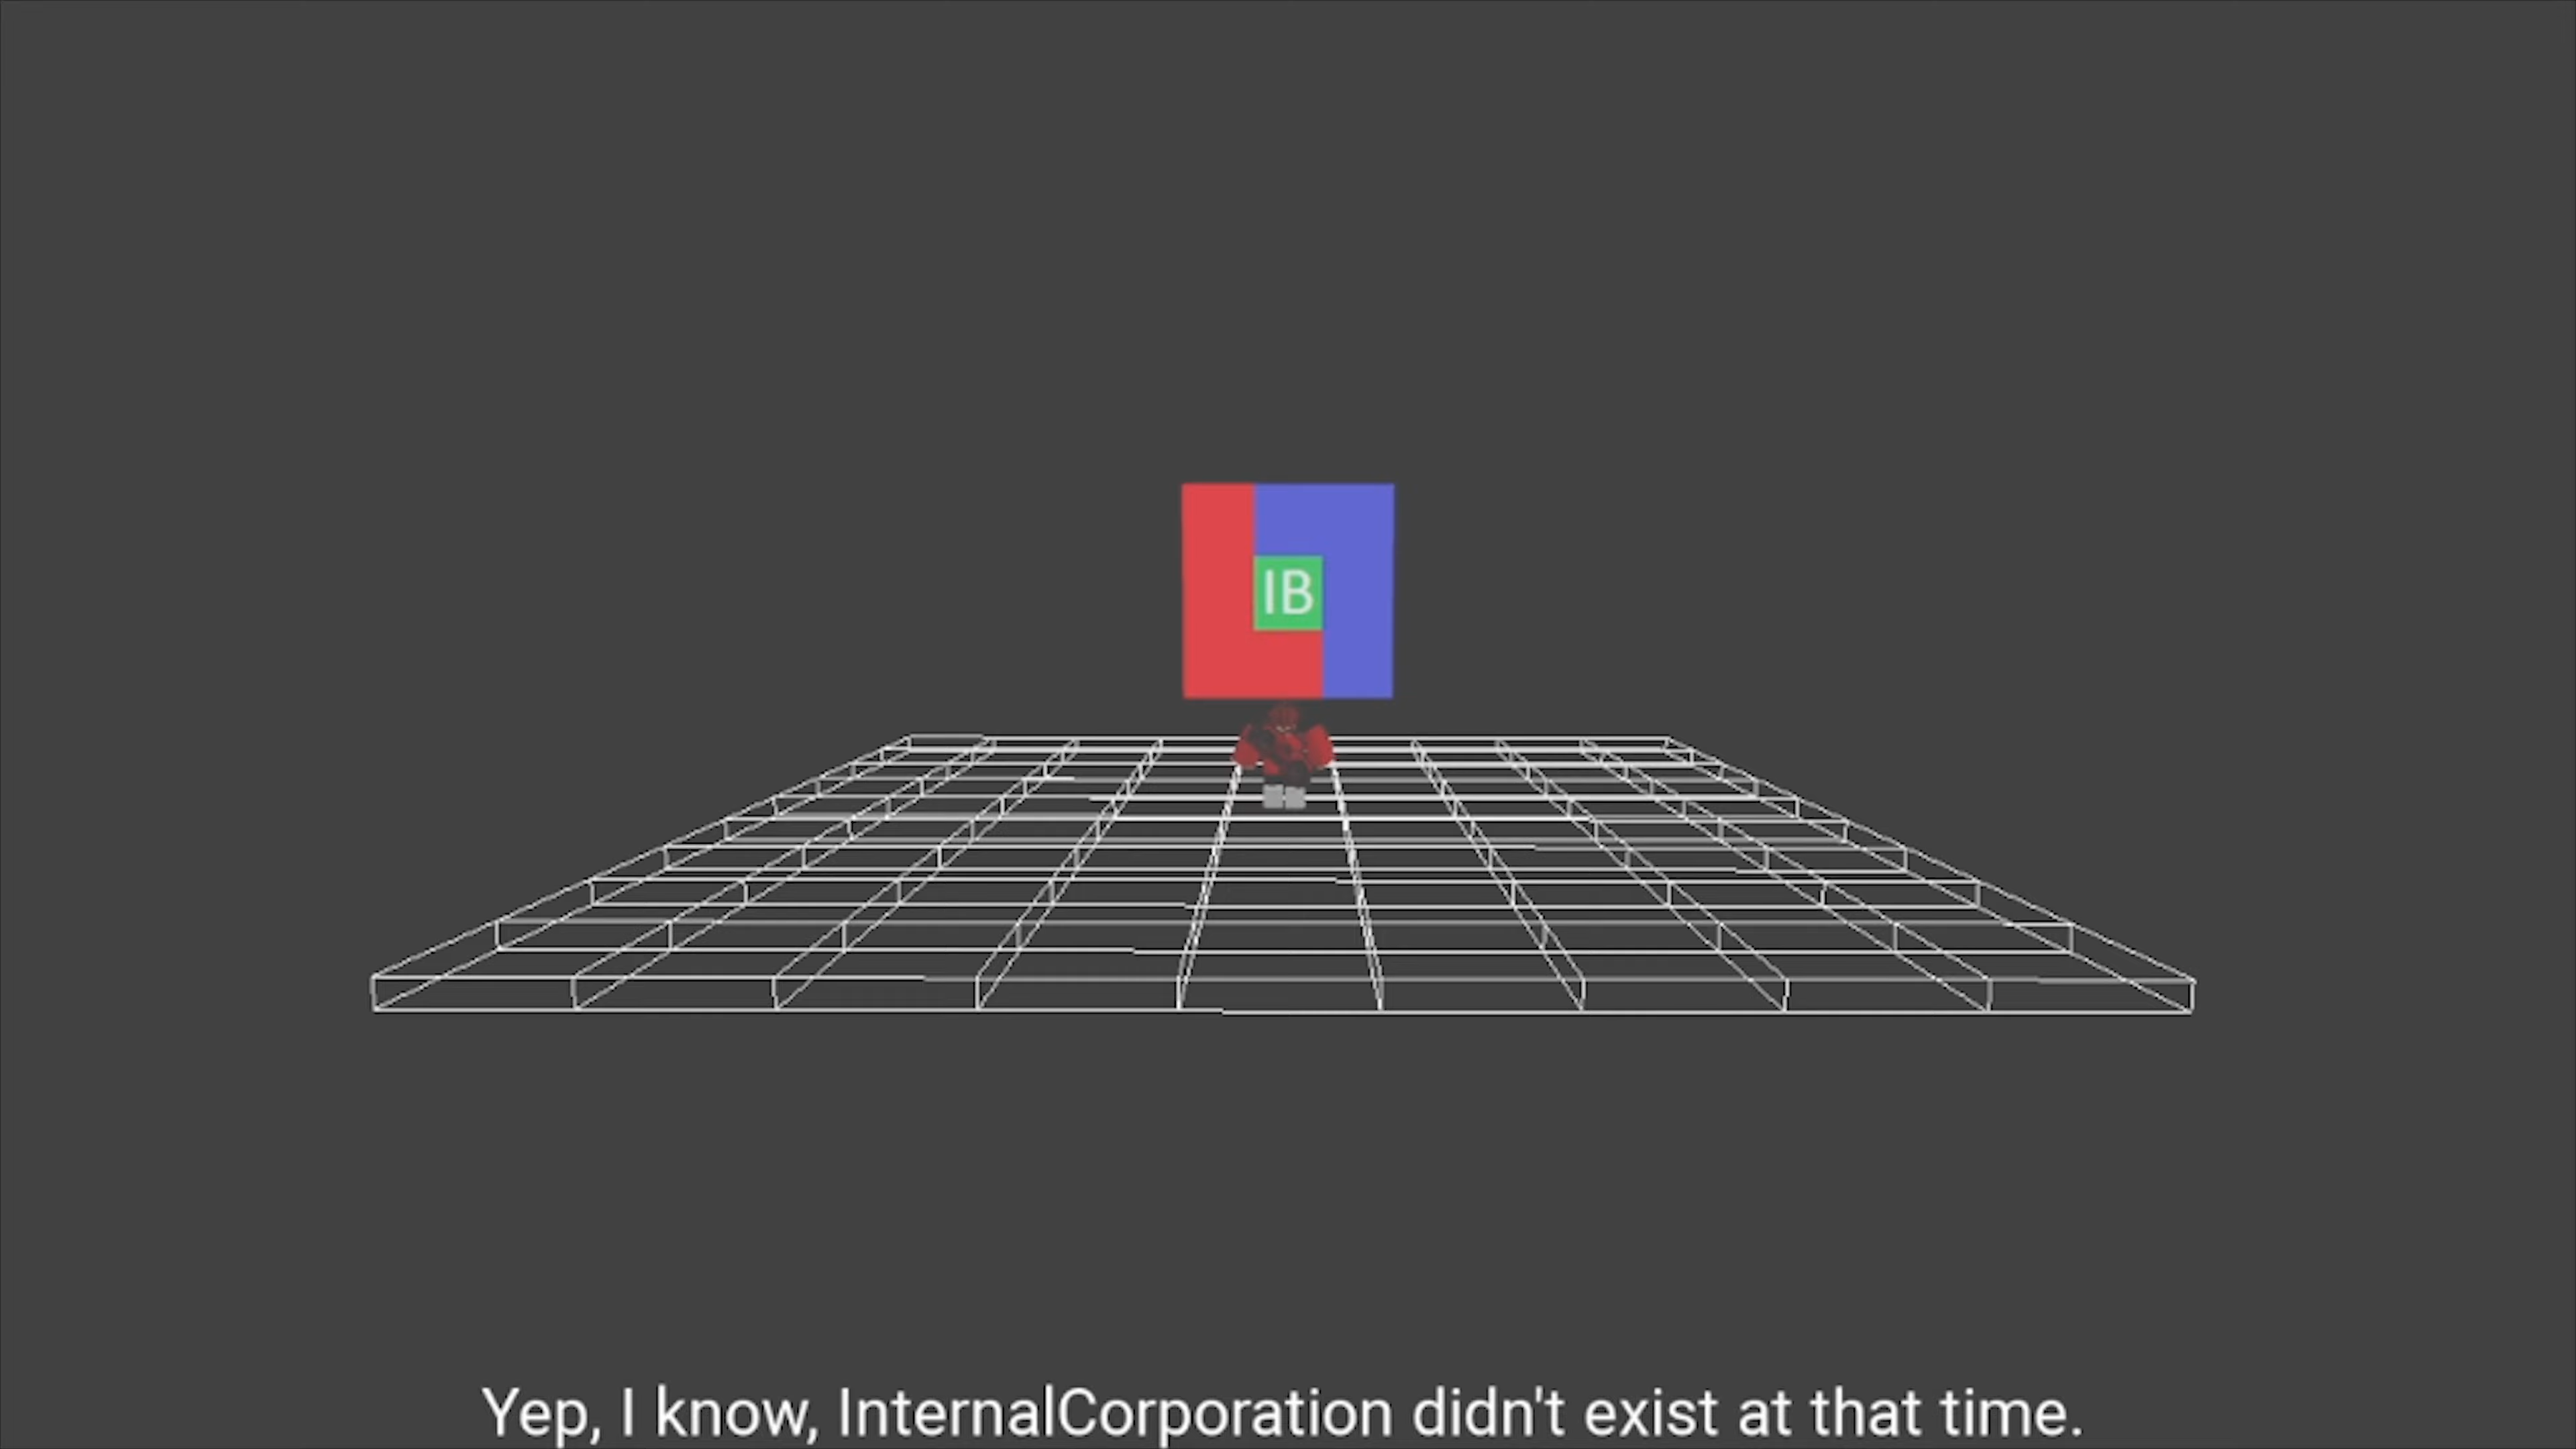 IB
Yep, I know, InternalCorporation didn't exist at that time.